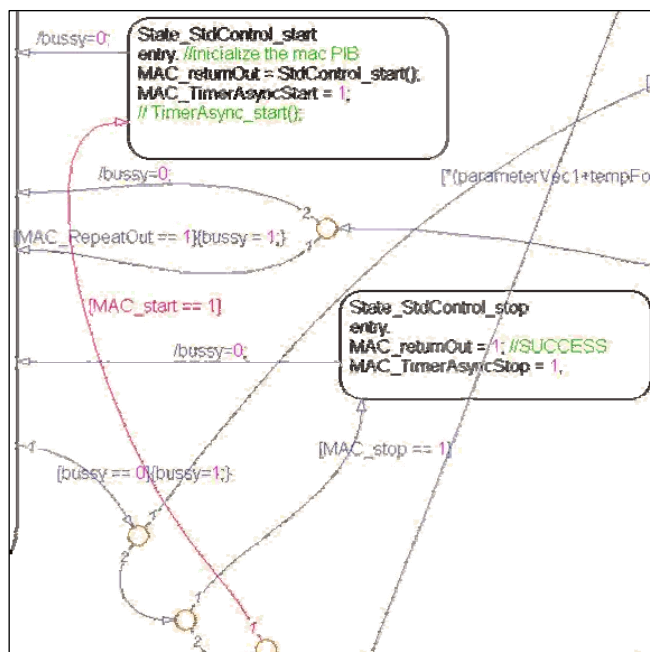 State_StdControl_start
/bussy=0;
entry. //Inicialize the mac PIB
MAC_returnOut = StdControl_start();
MAC_TimerAsyncStart = 1;
// TimerAsync_start();
/bussy=0;
["(parameterVec1+tempFo
2
[MAC_RepeatOut == 1]{bussy = 1;}
1
[MAC_start == 1]
State_StdControl_stop
entry.
MAC_returnOut = 1; //SUCCESS
/bussy=0;
MAC_TimerAsyncStop = 1,
[MAC_stop == 1]
[bussy == 0]{bussy=1;}
1
2
1
2
1